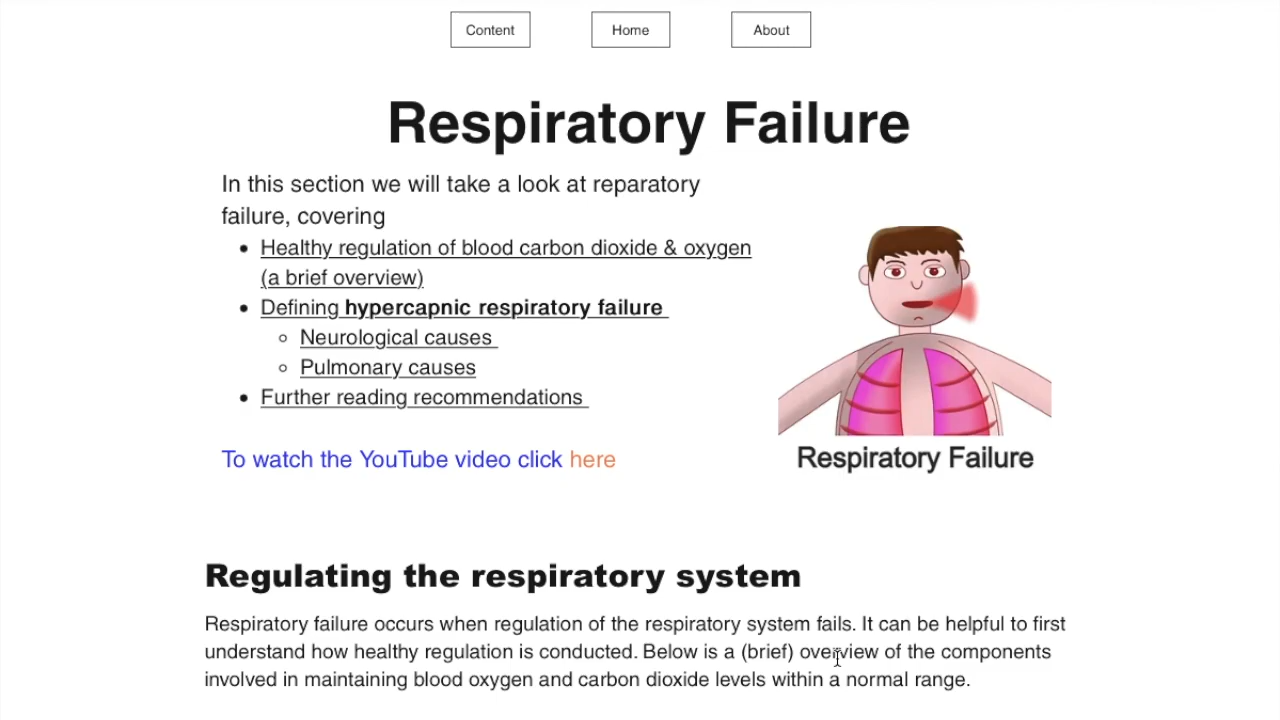 Content
Home
About
Respiratory Failure
In this section we will take a look at reparatory
failure, covering
Healthy regulation of blood carbon dioxide & oxygen
(a brief overview)
Defining hypercapnic respiratory failure
Neurological causes
Pulmonary causes
Further reading recommendations
To watch the YouTube video click here
Respiratory Failure
Regulating the respiratory system
Respiratory failure occurs when regulation of the respiratory system fails. It can be helpful to first
understand how healthy regulation is conducted. Below is a (brief) overview of the components
involved in maintaining blood oxygen and carbon dioxide levels within a normal range.